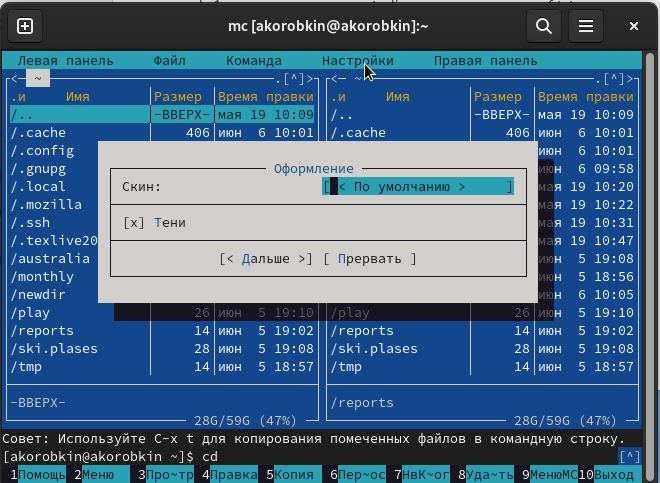 mc [akorobkin@akorobkin]:~
Левая панель Файл Команда Настройки Правая панель
<─ ~ .[^]> <─ ~ .[^]>
.и Имя Размер Время правки .и Имя Размер Время правки
/.. -ВВЕРХ- мая 19 10:09 /.. -ВВЕРХ- мая 19 10:09
/.cache 406 июн 6 10:01 /.cache 406 июн 6 10:01
/.config июн 6 10:01
/.gnupg Оформление июн 6 09:58
/.local Скин: [< По умолчанию > ] мая 19 10:20
/.mozilla мая 19 10:22
/.ssh [x] Тени мая 19 10:31
/.texlive20 мая 19 10:47
/australia [< Дальше >] [ Прервать ] июн 5 19:08
/monthly июн 5 18:56
/newdir июн 6 10:05
/play 26 июн 5 19:10 /play 26 июн 5 19:10
/reports 14 июн 5 19:02 /reports 14 июн 5 19:02
/ski.plases 28 июн 5 19:08 /ski.plases 28 июн 5 19:08
/tmp 14 июн 5 18:57 /tmp 14 июн 5 18:57
-ВВЕРХ- /reports
28G/59G (47%) 28G/59G (47%)
Совет: Используйте C-x t для копирования помеченных файлов в командную строку.
[akorobkin@akorobkin ~]$ cd [^]
1Помощь 2Меню 3Про~тр 4Правка 5Копия 6Пер~ос 7НвК~ог 8Уда~ть 9МенюMC 10Выход